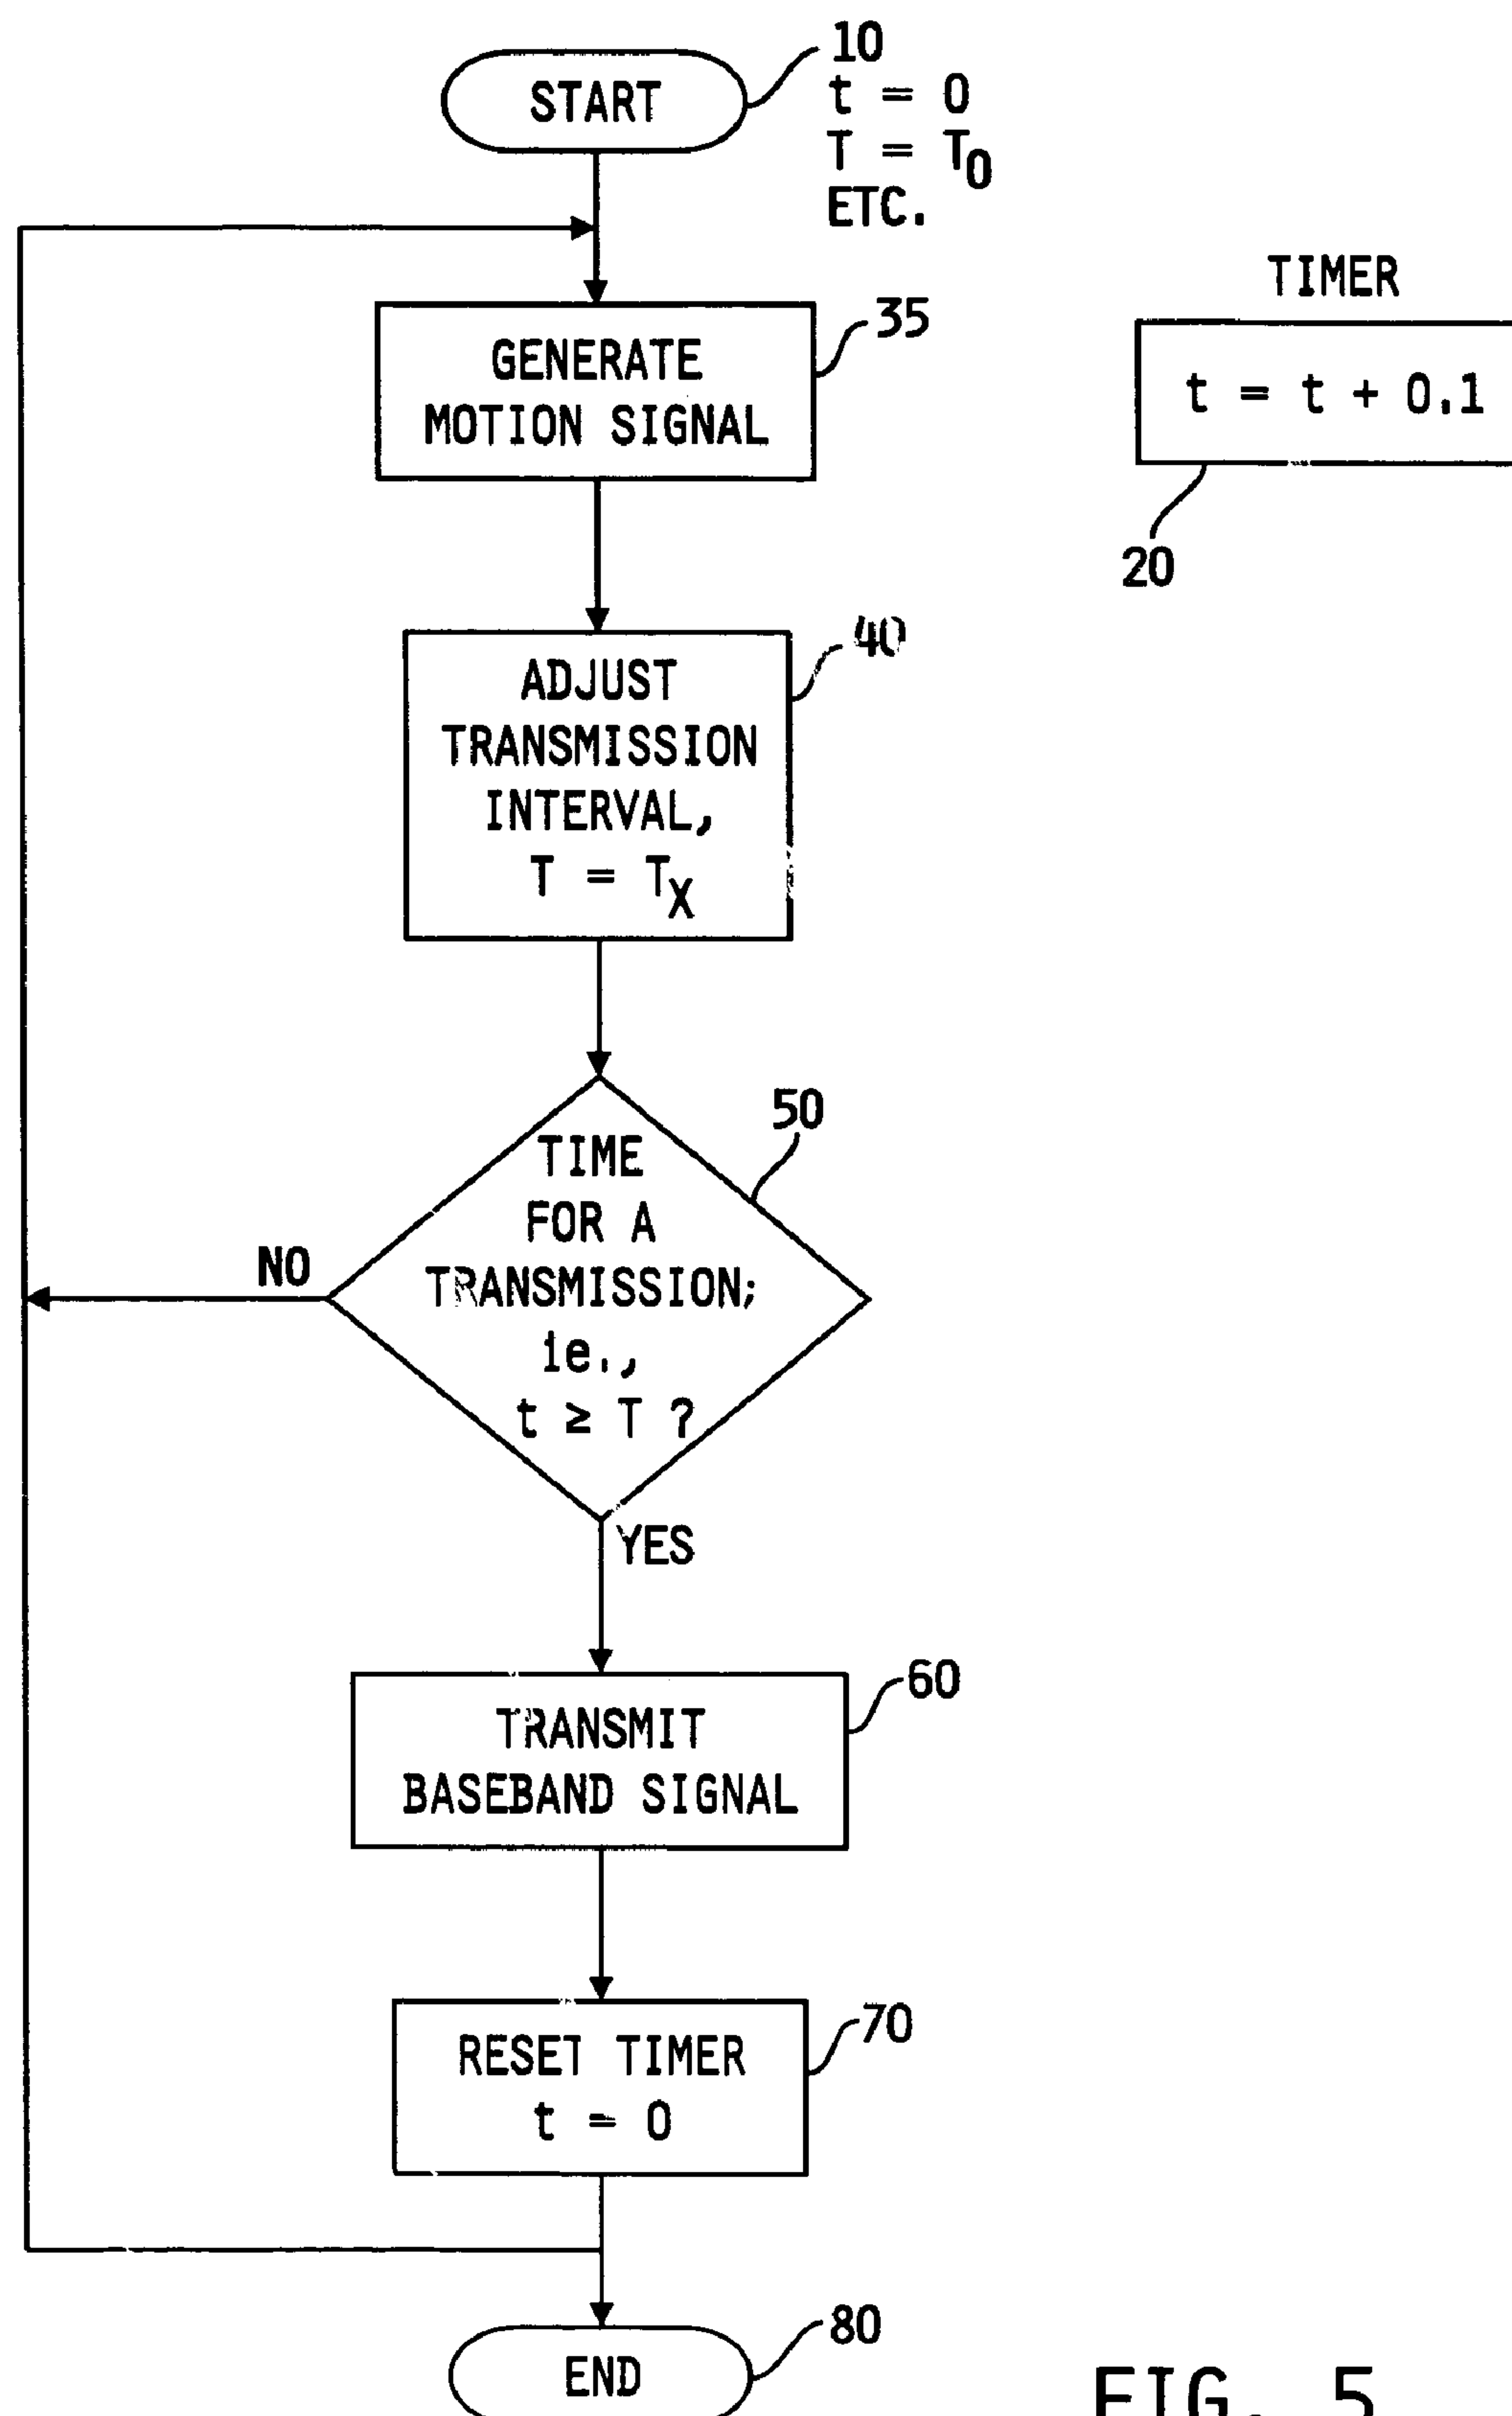 START
10
t = 0
T = T0
ETC.
GENERATE
MOTION SIGNAL
35
TIMER
t = t + 0.1
20
ADJUST
TRANSMISSION
INTERVAL,
T = TX
40
TIME
FOR A
TRANSMISSION;
ie.,
t ≥ T ?
50
NO
YES
TRANSMIT
BASEBAND SIGNAL
60
RESET TIMER
t = 0
70
END
80
FIG. 5